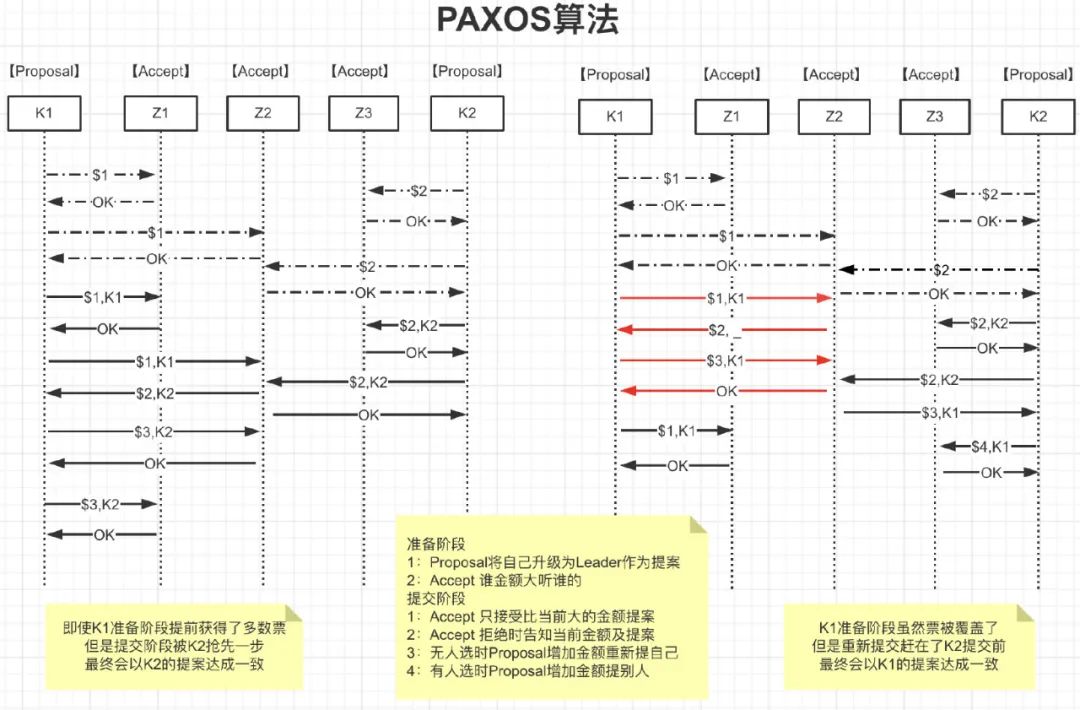 PAXOS算法
【Proposal】 【Accept】 【Accept】 【Accept】 【Proposal】
K1 Z1 Z2 Z3 K2
$1
$2
OK
OK
$1
OK
$2
OK
$1,K1
$2,K2
OK
OK
$1,K1
$2,K2
$2,K2
OK
$3,K2
OK
$3,K2
OK
即使K1准备阶段提前获得了多数票
但是提交阶段被K2抢先一步
最终会以K2的提案达成一致
【Proposal】 【Accept】 【Accept】 【Accept】 【Proposal】
K1 Z1 Z2 Z3 K2
$1
$2
OK
OK
$1
OK
$2
OK
$1,K1
$2,K2
$2, _
OK
$3,K1
$2,K2
OK
$3,K1
$1,K1
$4,K1
OK
OK
准备阶段
1：Proposal将自己升级为Leader作为提案
2：Accept 谁金额大听谁的
提交阶段
1：Accept 只接受比当前大的金额提案
2：Accept 拒绝时告知当前金额及提案
3：无人选时Proposal增加金额重新提自己
4：有人选时Proposal增加金额提别人
K1准备阶段虽然票被覆盖了
但是重新提交赶在了K2提交前
最终会以K1的提案达成一致